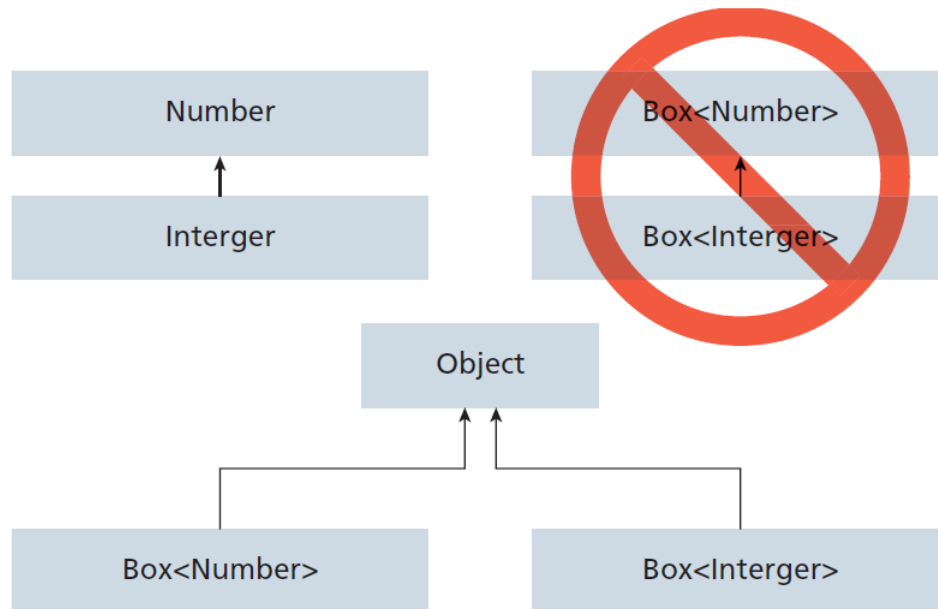 Number
Box<Number>
Interger
Box<Interger>
Object
Box<Number>
Box<Interger>